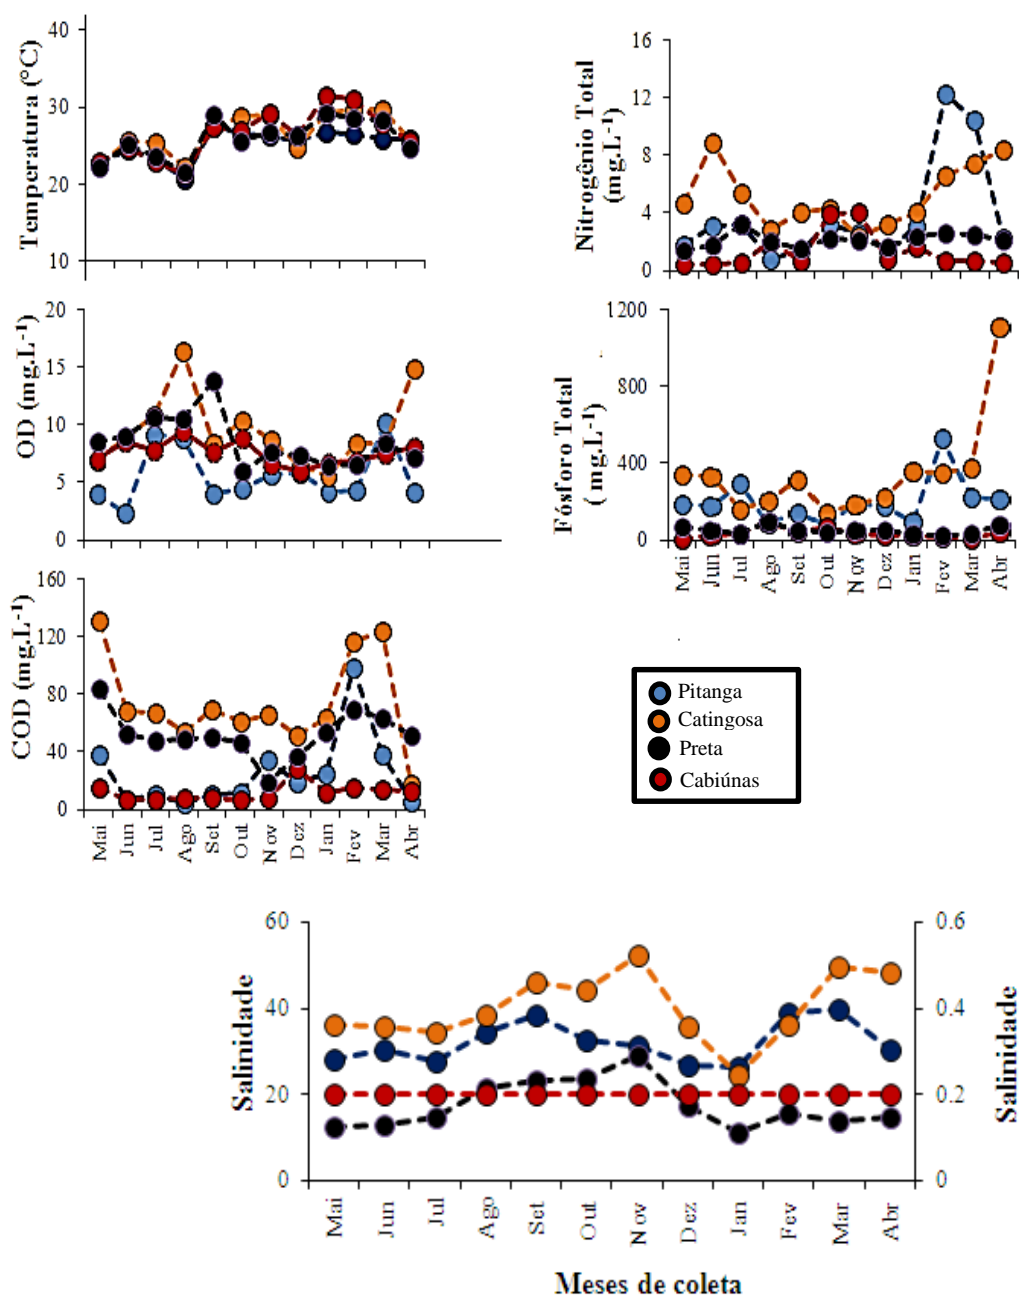 Temperatura (°C)
40
30
20
10
Nitrogênio Total
(mg.L⁻¹)
16
12
8
4
0
OD (mg.L⁻¹)
20
15
10
5
0
Fósforo Total
( mg.L⁻¹)
1200
800
400
0
Mai
Jun
Jul
Ago
Set
Out
Nov
Dez
Jan
Fev
Mar
Abr
COD (mg.L⁻¹)
160
120
80
40
0
Mai
Jun
Jul
Ago
Set
Out
Nov
Dez
Jan
Fev
Mar
Abr
Pitanga
Catingosa
Preta
Cabiúnas
Salinidade
60
40
20
0
0.6
0.4
0.2
0
Salinidade
Mai
Jun
Jul
Ago
Set
Out
Nov
Dez
Jan
Fev
Mar
Abr
Meses de coleta